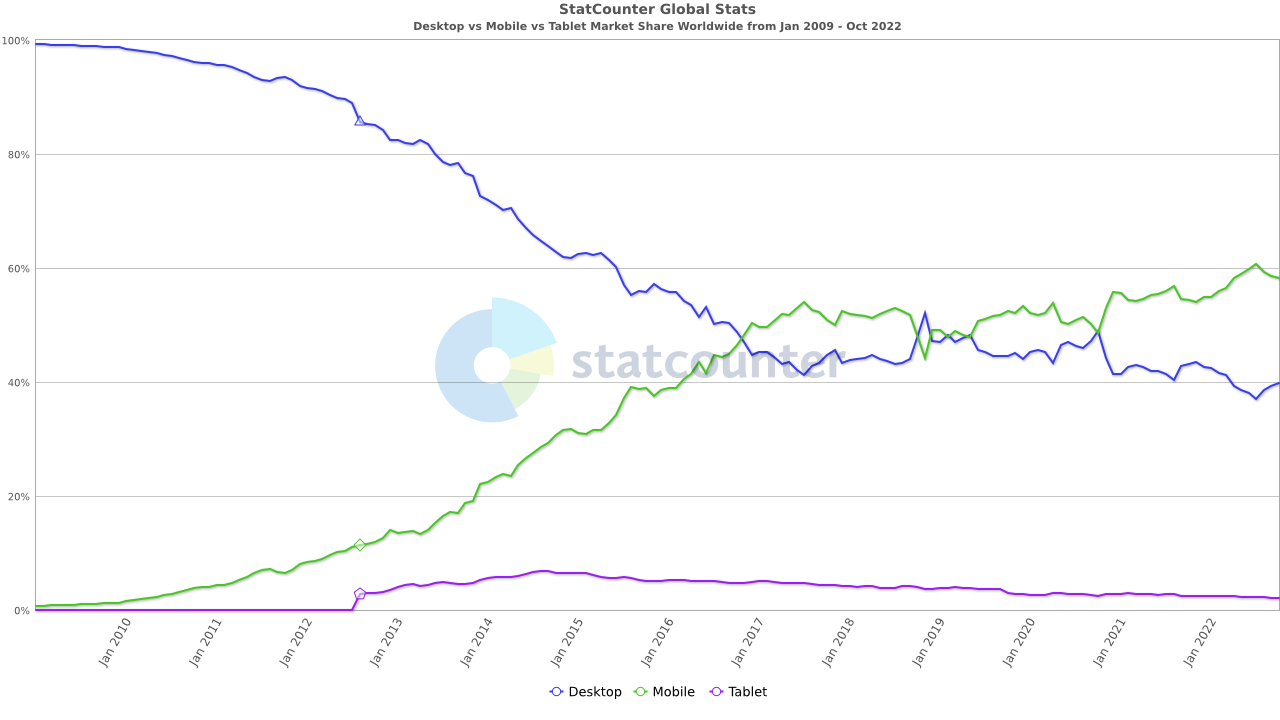 StatCounter Global Stats
Desktop vs Mobile vs Tablet Market Share Worldwide from Jan 2009 - Oct 2022
100%
80%
60%
statcounter
40%
20%
0%
Jan 2010
Jan 2011
Jan 2012
Jan 2013
Jan 2014
Jan 2015
Jan 2016
Jan 2017
Jan 2018
Jan 2019
Jan 2020
Jan 2021
Jan 2022
Desktop Mobile Tablet